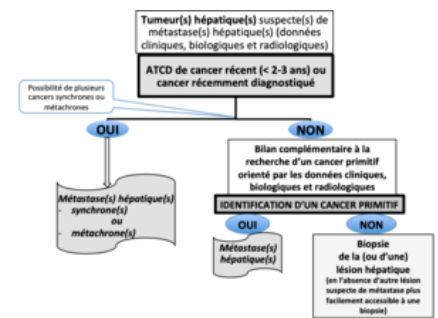 Tumeur(s) hépatique(s) suspecte(s) de
métastase(s) hépatique(s) (données
cliniques, biologiques et radiologiques)
ATCD de cancer récent (< 2-3 ans) ou
cancer récemment diagnostiqué
Possibilité de plusieurs
cancers synchrones ou
métachrones
OUI
NON
Métastase(s) hépatique(s)
- synchrone(s)
ou
- métachrone(s)
Bilan complémentaire à la
recherche d'un cancer primitif
orienté par les données cliniques,
biologiques et radiologiques
IDENTIFICATION D'UN CANCER PRIMITIF
OUI
NON
Métastase(s)
hépatique(s)
Biopsie
de la (ou d'une)
lésion hépatique
(en l'absence d'autre lésion
suspecte de métastase plus
facilement accessible à une
biopsie)